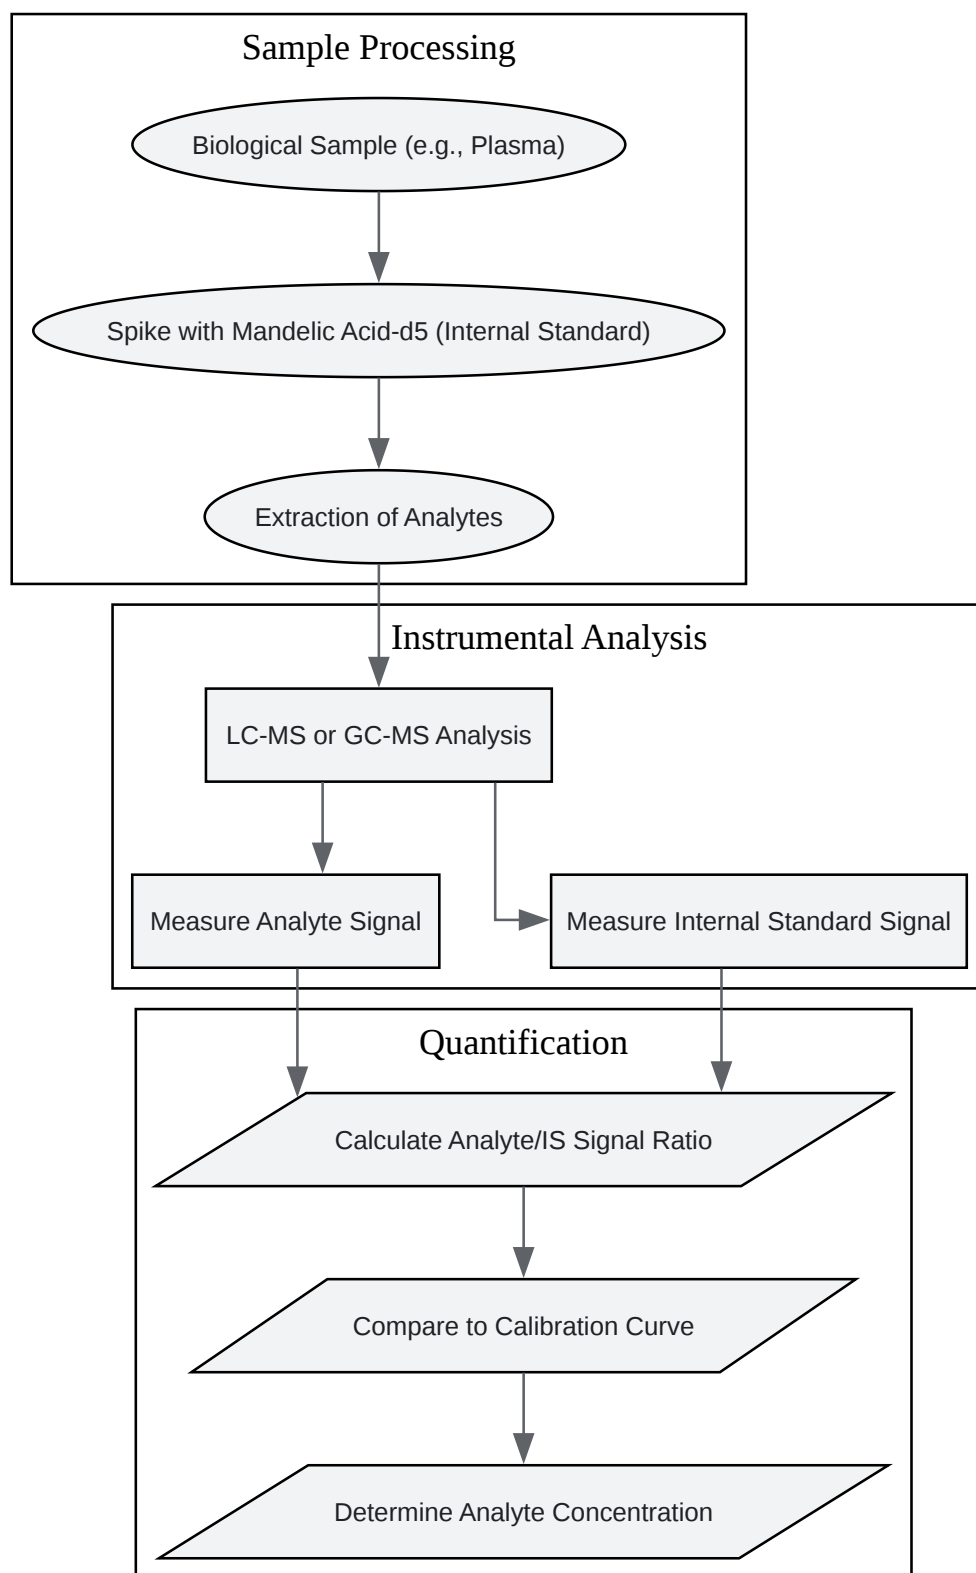 Sample Processing
Biological Sample (e.g., Plasma)
Spike with Mandelic Acid-d5 (Internal Standard)
Extraction of Analytes
Instrumental Analysis
LC-MS or GC-MS Analysis
Measure Analyte Signal
Measure Internal Standard Signal
Quantification
Calculate Analyte/IS Signal Ratio
Compare to Calibration Curve
Determine Analyte Concentration